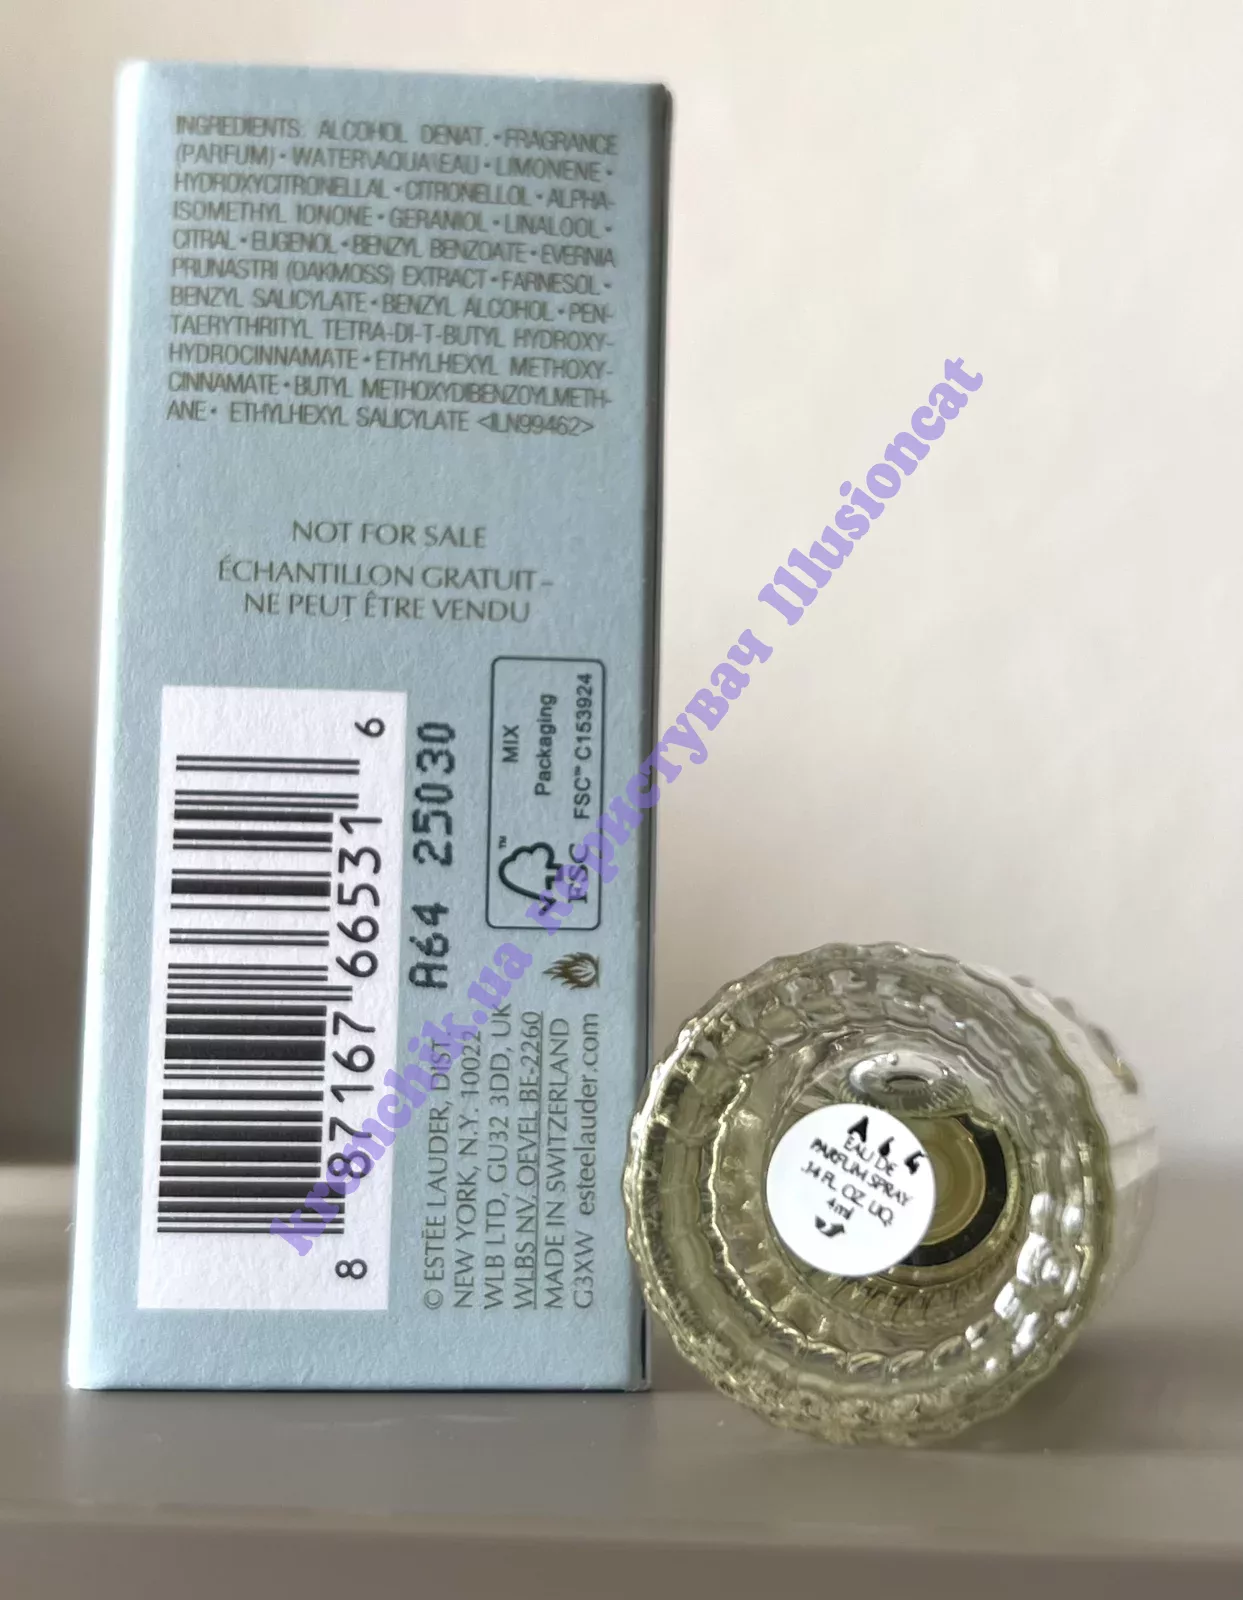 INGREDIENTS: ALCOHOL DENAT. • FRAGRANCE
(PARFUM) • WATER\AQUA\EAU • LIMONENE •
HYDROXYCITRONELLAL • CITRONELLOL • ALPHA-
ISOMETHYL IONONE • GERANIOL • LINALOOL •
CITRAL • EUGENOL • BENZYL BENZOATE • EVERNIA
PRUNASTRI (OAKMOSS) EXTRACT • FARNESOL •
BENZYL SALICYLATE • BENZYL ALCOHOL • PEN-
TAERYTHRITYL TETRA-DI-T-BUTYL HYDROXY-
HYDROCINNAMATE • ETHYLHEXYL METHOXY-
CINNAMATE • BUTYL METHOXYDIBENZOYLMETH-
ANE • ETHYLHEXYL SALICYLATE <ILN99462>
NOT FOR SALE
ÉCHANTILLON GRATUIT –
NE PEUT ÊTRE VENDU
8 87167 66531 6
A64 25030
MIX
Packaging
FSC™ C153924
FSC
™
© ESTĒE LAUDER, DIST.
NEW YORK, N.Y. 10022
WLB LTD, GU32 3DD, UK
WLBS NV, OEVEL BE-2260
MADE IN SWITZERLAND
G3XW esteelauder.com
A64
EAU DE
PARFUM SPRAY
.14 FL. OZ. LIQ.
4ml
kremchik.ua користувач Illusioncat